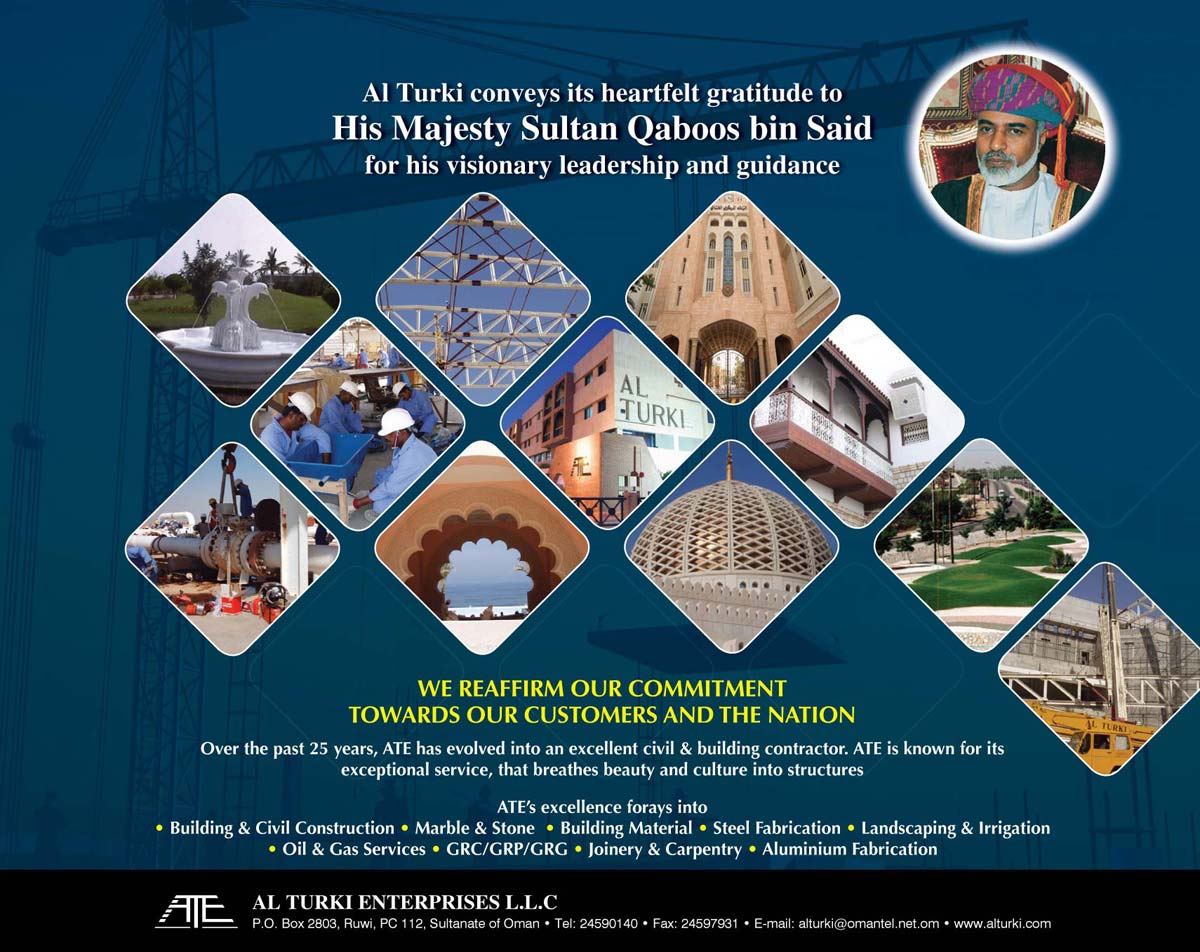 Al Turki conveys its heartfelt gratitude to
His Majesty Sultan Qaboos bin Said
for his visionary leadership and guidance
AL
TURKI
ATE
AL TURKI
WE REAFFIRM OUR COMMITMENT
TOWARDS OUR CUSTOMERS AND THE NATION
Over the past 25 years, ATE has evolved into an excellent civil & building contractor. ATE is known for its
exceptional service, that breathes beauty and culture into structures
ATE’s excellence forays into
• Building & Civil Construction • Marble & Stone • Building Material • Steel Fabrication • Landscaping & Irrigation
• Oil & Gas Services • GRC/GRP/GRG • Joinery & Carpentry • Aluminium Fabrication
ATE
AL TURKI ENTERPRISES L.L.C
P.O. Box 2803, Ruwi, PC 112, Sultanate of Oman • Tel: 24590140 • Fax: 24597931 • E-mail: alturki@omantel.net.om • www.alturki.com